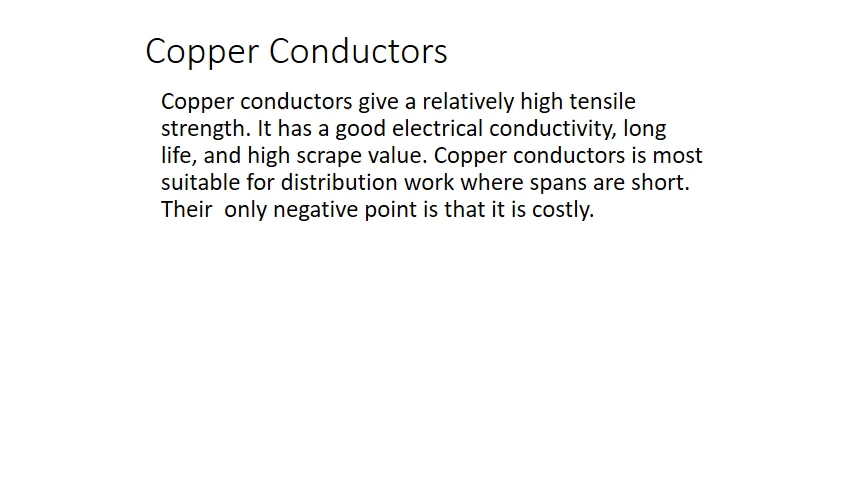 Copper Conductors
Copper conductors give a relatively high tensile
strength. It has a good electrical conductivity, long
life, and high scrape value. Copper conductors is most
suitable for distribution work where spans are short.
Their  only negative point is that it is costly.